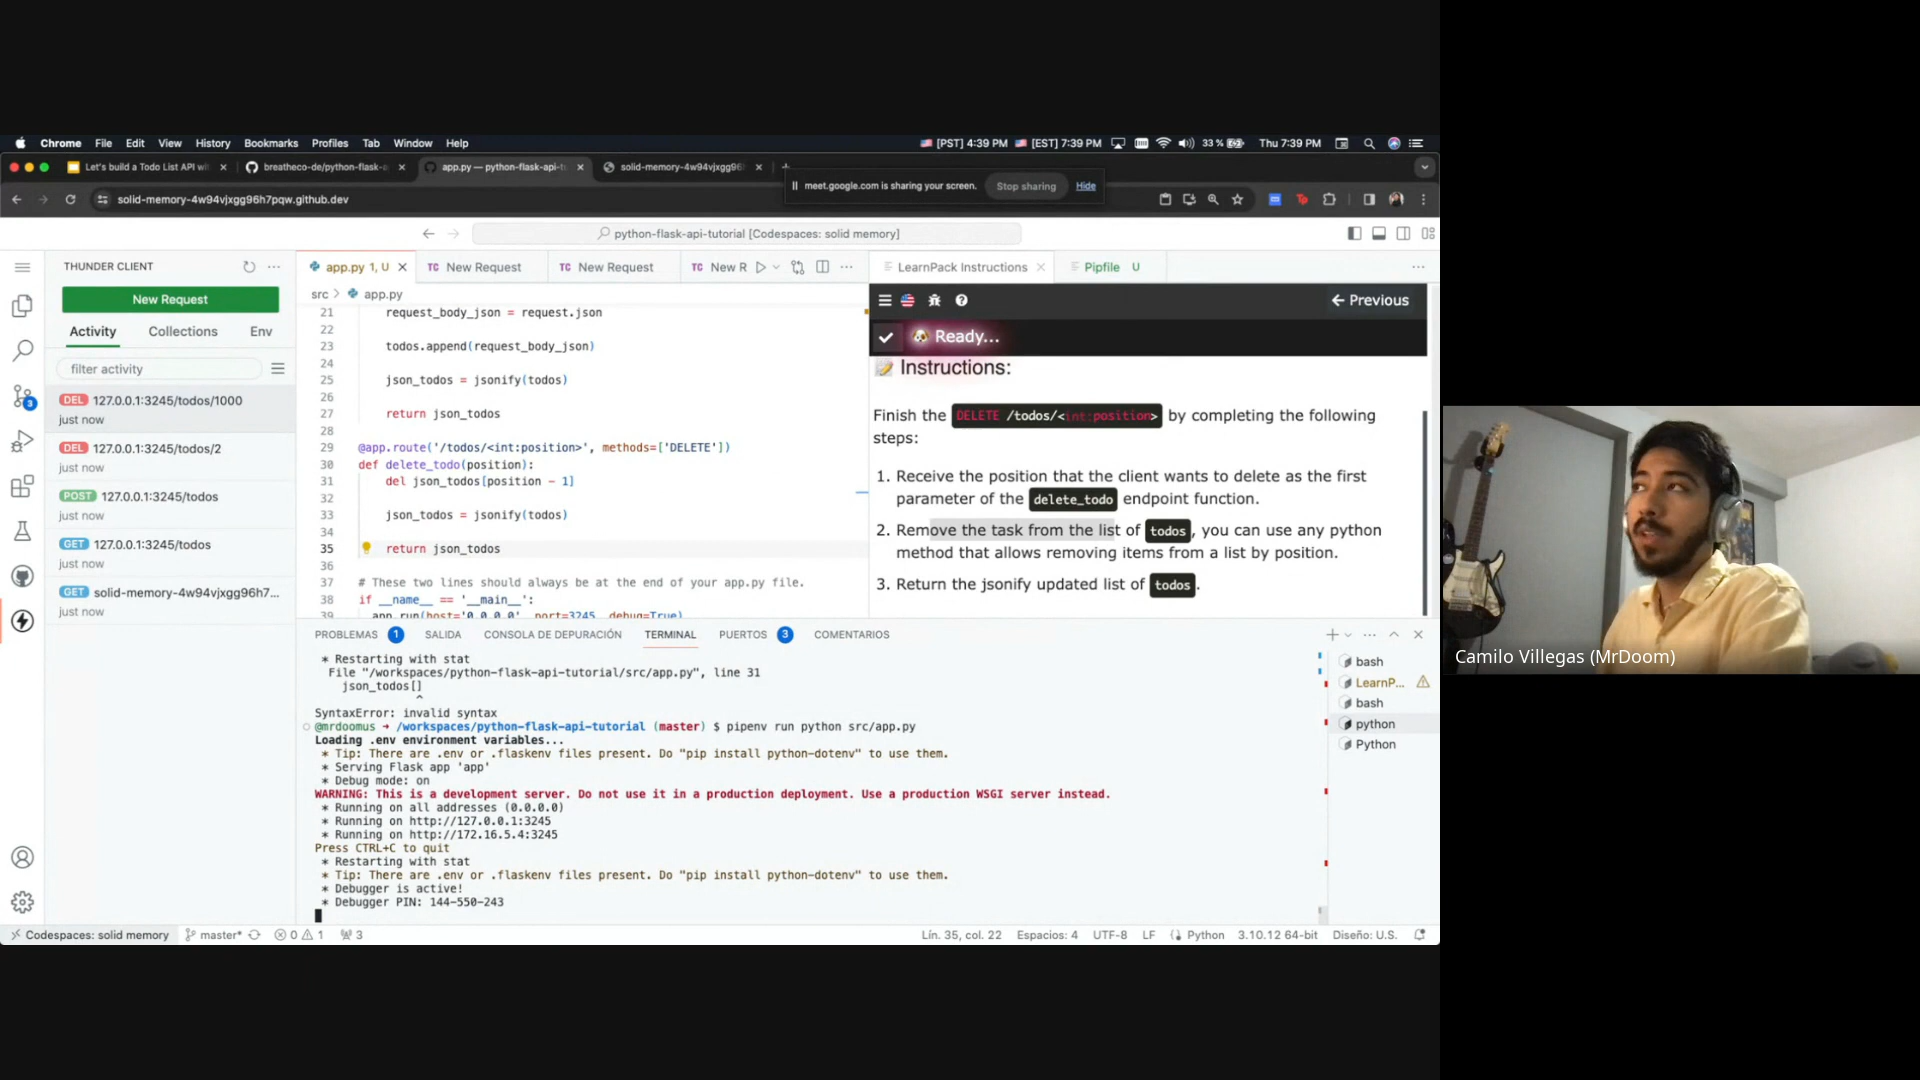 Chrome File Edit View History Bookmarks Profiles Tab Window Help
[PST] 4:39 PM [EST] 7:39 PM 33 % Thu 7:39 PM
Let's build a Todo List API wi
breatheco-de/python-flask-a
app.py — python-flask-api-t
solid-memory-4w94vjxgg96h
meet.google.com is sharing your screen. Stop sharing Hide
solid-memory-4w94vjxgg96h7pqw.github.dev
python-flask-api-tutorial [Codespaces: solid memory]
THUNDER CLIENT
New Request
Activity Collections Env
filter activity
DEL 127.0.0.1:3245/todos/1000
just now
DEL 127.0.0.1:3245/todos/2
just now
POST 127.0.0.1:3245/todos
just now
GET 127.0.0.1:3245/todos
just now
GET solid-memory-4w94vjxgg96h7...
just now
3
app.py 1, U
TC New Request
TC New Request
TC New R
src > app.py
21 request_body_json = request.json
22
23 todos.append(request_body_json)
24
25 json_todos = jsonify(todos)
26
27 return json_todos
28
29 @app.route('/todos/<int:position>', methods=['DELETE'])
30 def delete_todo(position):
31 del json_todos[position - 1]
32
33 json_todos = jsonify(todos)
34
35 return json_todos
36
37 # These two lines should always be at the end of your app.py file.
38 if __name__ == '__main__':
39 app.run(host='0.0.0.0', port=3245, debug=True)
LearnPack Instructions
Pipfile U
← Previous
Ready...
Instructions:
Finish the DELETE /todos/<int:position> by completing the following
steps:
1. Receive the position that the client wants to delete as the first
parameter of the delete_todo endpoint function.
2. Remove the task from the list of todos, you can use any python
method that allows removing items from a list by position.
3. Return the jsonify updated list of todos.
PROBLEMAS 1 SALIDA CONSOLA DE DEPURACIÓN TERMINAL PUERTOS 3 COMENTARIOS
* Restarting with stat
File "/workspaces/python-flask-api-tutorial/src/app.py", line 31
json_todos[]
^
SyntaxError: invalid syntax
@mrdoomus → /workspaces/python-flask-api-tutorial (master) $ pipenv run python src/app.py
Loading .env environment variables...
* Tip: There are .env or .flaskenv files present. Do "pip install python-dotenv" to use them.
* Serving Flask app 'app'
* Debug mode: on
WARNING: This is a development server. Do not use it in a production deployment. Use a production WSGI server instead.
* Running on all addresses (0.0.0.0)
* Running on http://127.0.0.1:3245
* Running on http://172.16.5.4:3245
Press CTRL+C to quit
* Restarting with stat
* Tip: There are .env or .flaskenv files present. Do "pip install python-dotenv" to use them.
* Debugger is active!
* Debugger PIN: 144-550-243
bash
LearnP...
bash
python
Python
Codespaces: solid memory master* 0 1 3
Lín. 35, col. 22 Espacios: 4 UTF-8 LF Python 3.10.12 64-bit Diseño: U.S.
Camilo Villegas (MrDoom)